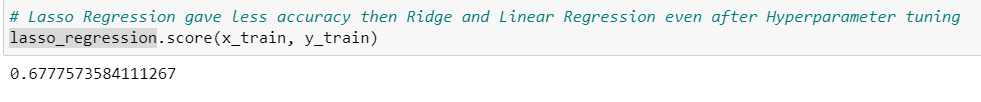 # Lasso Regression gave less accuracy then Ridge and Linear Regression even after Hyperparameter tuning
lasso_regression.score(x_train, y_train)
0.6777573584111267